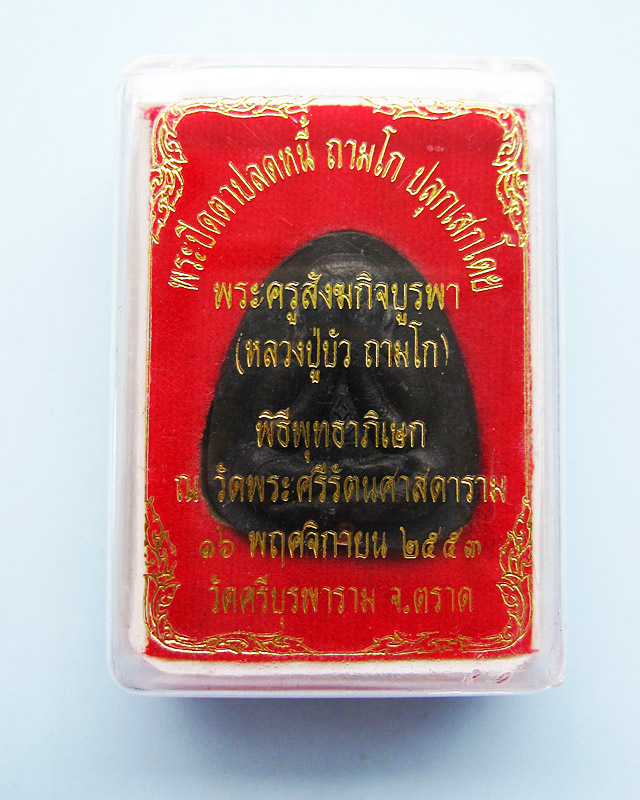 พระปิดตาปลดหนี้ ถามโก ปลุกเสกโดย
พระครูสังฆกิจบูรพา
(หลวงปู่บัว ถามโก)
พิธีพุทธาภิเษก
ณ วัดพระศรีรัตนศาสดาราม
๑๖ พฤศจิกายน ๒๕๕๓
วัดศรีบุรพาราม จ.ตราด